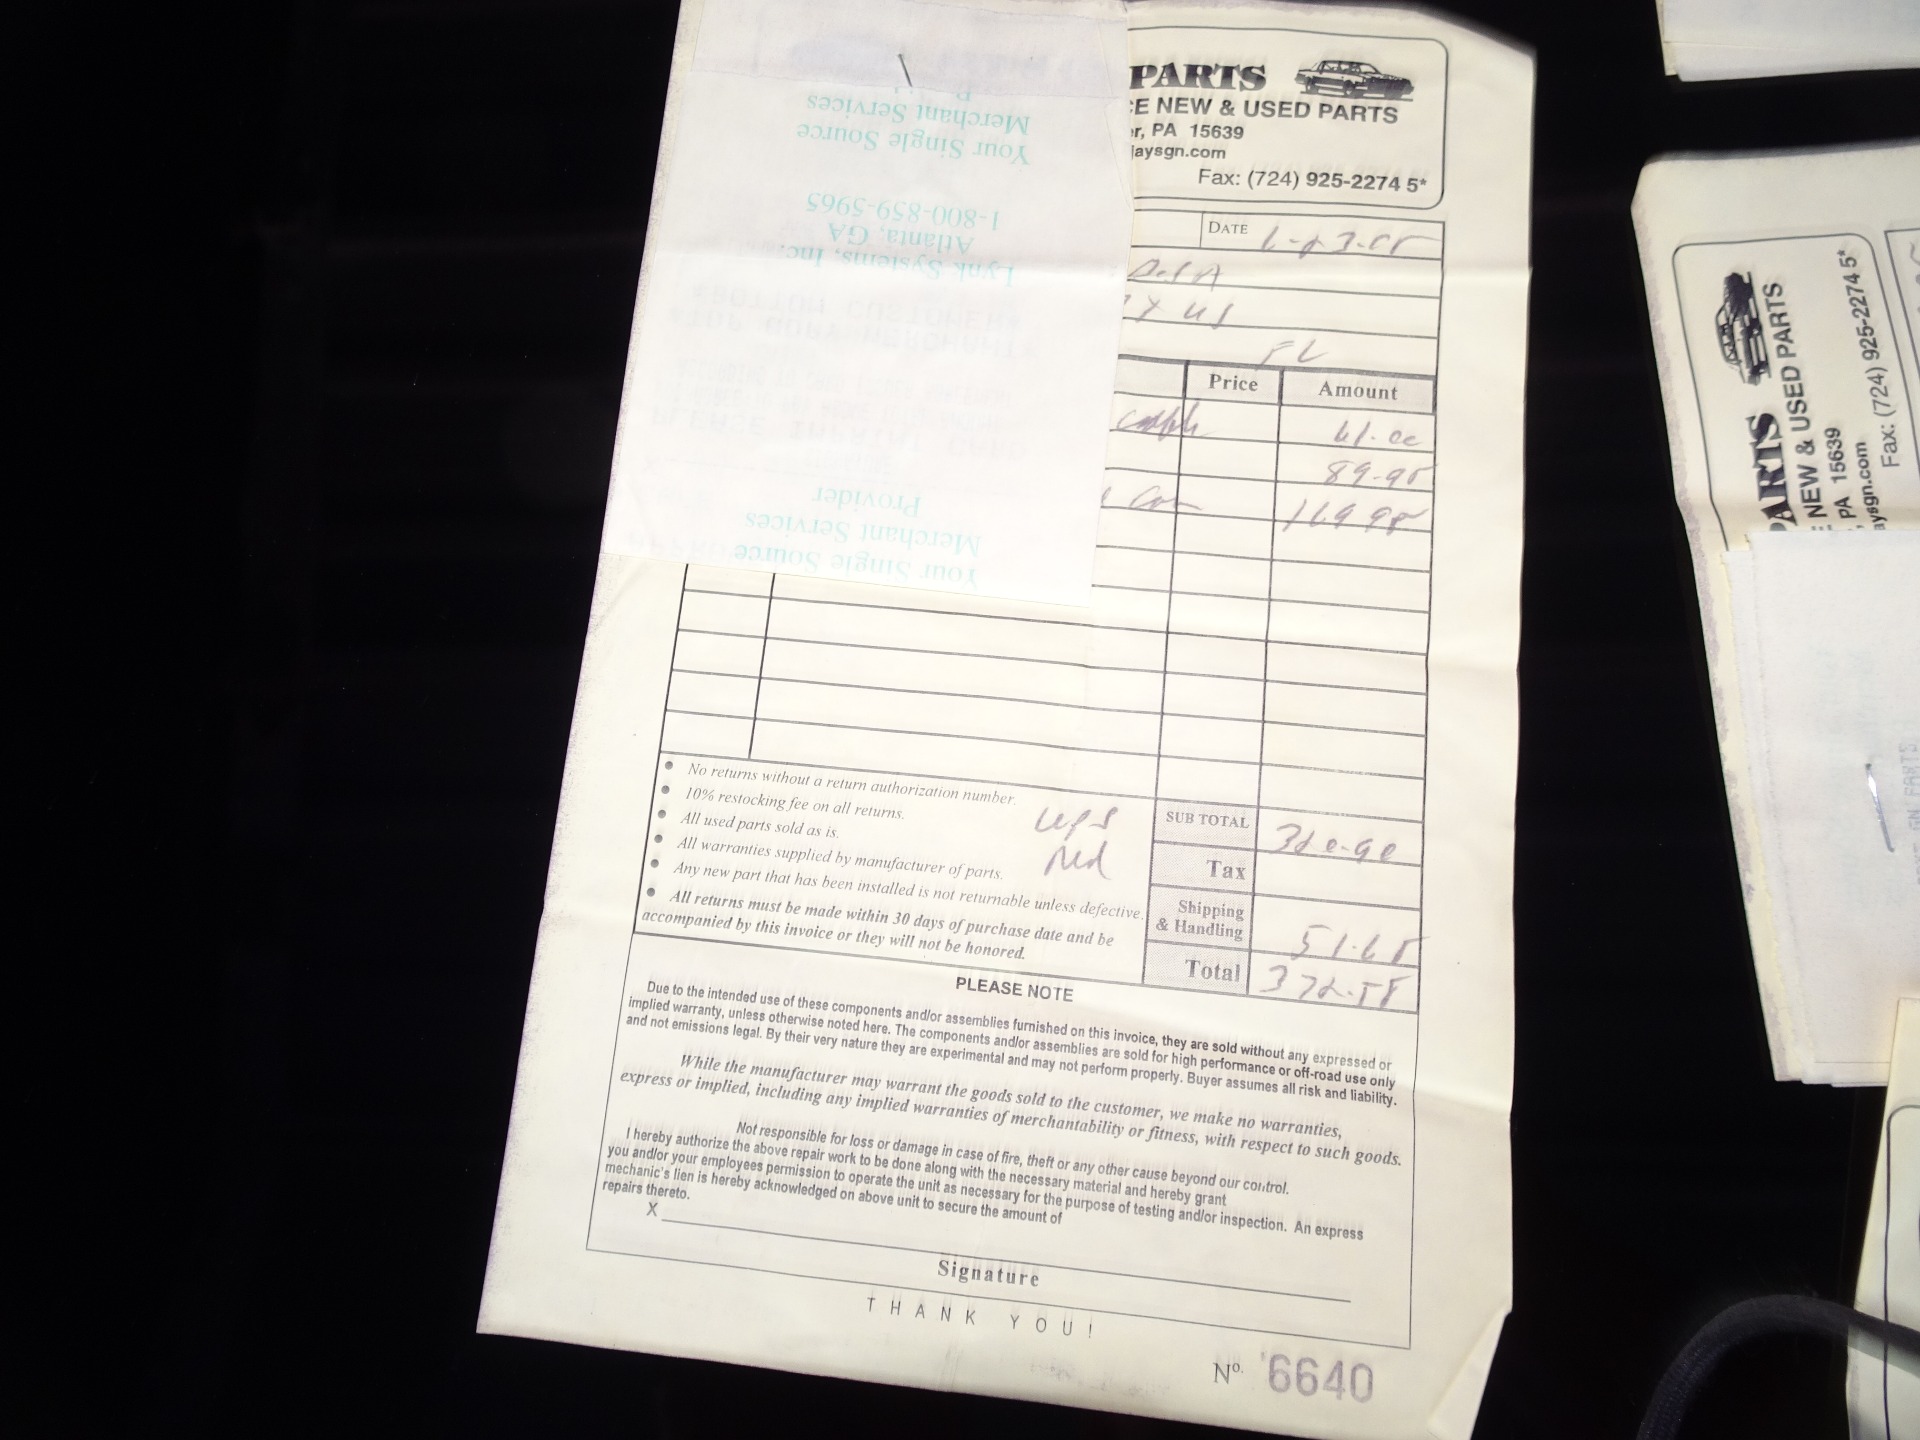 PARTS
E NEW & USED PARTS
r, PA 15639
jaysgn.com
Fax: (724) 925-2274 5*
DATE
FL
Price Amount
61.00
89.95
169.95
No returns without a return authorization number.
10% restocking fee on all returns.
All used parts sold as is.
All warranties supplied by manufacturer of parts.
Any new part that has been installed is not returnable unless defective.
All returns must be made within 30 days of purchase date and be
accompanied by this invoice or they will not be honored.
UPS
Red
SUB TOTAL 320.90
Tax
Shipping
& Handling 51.65
Total 372.55
PLEASE NOTE
Due to the intended use of these components and/or assemblies furnished on this invoice, they are sold without any expressed or
implied warranty, unless otherwise noted here. The components and/or assemblies are sold for high performance or off-road use only
and not emissions legal. By their very nature they are experimental and may not perform properly. Buyer assumes all risk and liability.
While the manufacturer may warrant the goods sold to the customer, we make no warranties,
express or implied, including any implied warranties of merchantability or fitness, with respect to such goods.
Not responsible for loss or damage in case of fire, theft or any other cause beyond our control.
I hereby authorize the above repair work to be done along with the necessary material and hereby grant
you and/or your employees permission to operate the unit as necessary for the purpose of testing and/or inspection. An express
mechanic's lien is hereby acknowledged on above unit to secure the amount of
repairs thereto.
X
Signature
THANK YOU!
No. 6640
Your Single Source
Merchant Services
Provider
PLEASE IMPRINT CARD
*TOP COPY MERCHANT*
*BOTTOM CUSTOMER*
Lynk Systems, Inc.
Atlanta, GA
1-800-859-5965
Your Single Source
Merchant Services
PARTS
NEW & USED PARTS
PA 15639
aysgn.com
Fax: (724) 925-2274 5*
GN PARTS